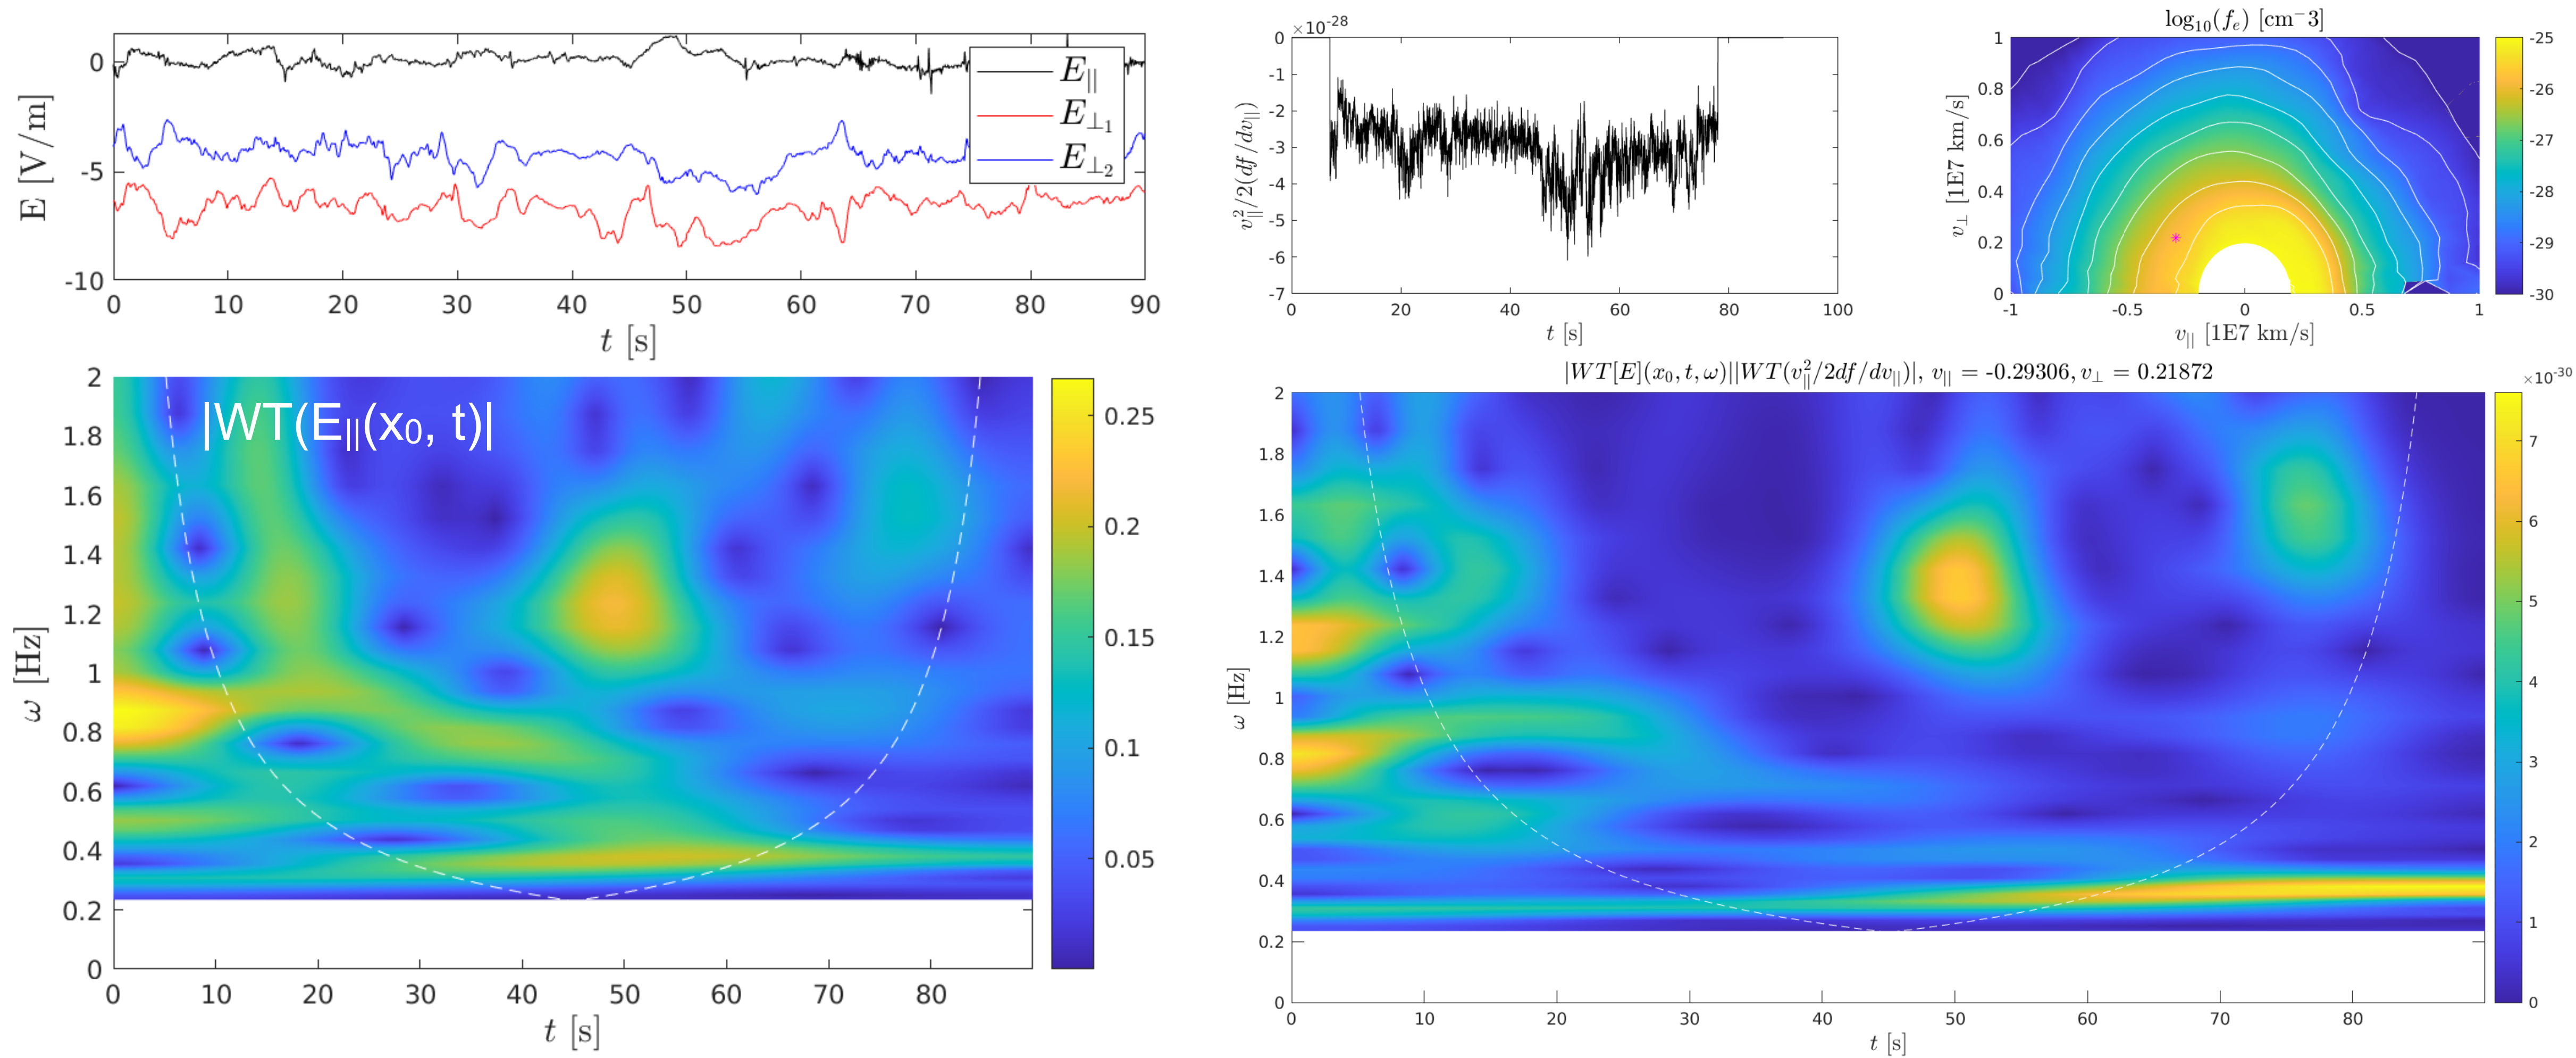 0
-5
-10
E [V/m]
E||
E⊥1
E⊥2
0 10 20 30 40 50 60 70 80 90
t [s]
×10-28
0
-1
-2
-3
-4
-5
-6
-7
v||2/2(df/dv||)
0 20 40 60 80 100
t [s]
log10(fe) [cm-3]
1
0.8
0.6
0.4
0.2
0
v⊥ [1E7 km/s]
-1 -0.5 0 0.5 1
v|| [1E7 km/s]
-25
-26
-27
-28
-29
-30
|WT(E||(x0, t)|
2
1.8
1.6
1.4
1.2
1
0.8
0.6
0.4
0.2
0
ω [Hz]
0 10 20 30 40 50 60 70 80
t [s]
0.25
0.2
0.15
0.1
0.05
|WT[E](x0, t, ω)||WT(v||2/2df/dv||)|, v|| = -0.29306, v⊥ = 0.21872
×10-30
2
1.8
1.6
1.4
1.2
1
0.8
0.6
0.4
0.2
0
ω [Hz]
0 10 20 30 40 50 60 70 80
t [s]
7
6
5
4
3
2
1
0